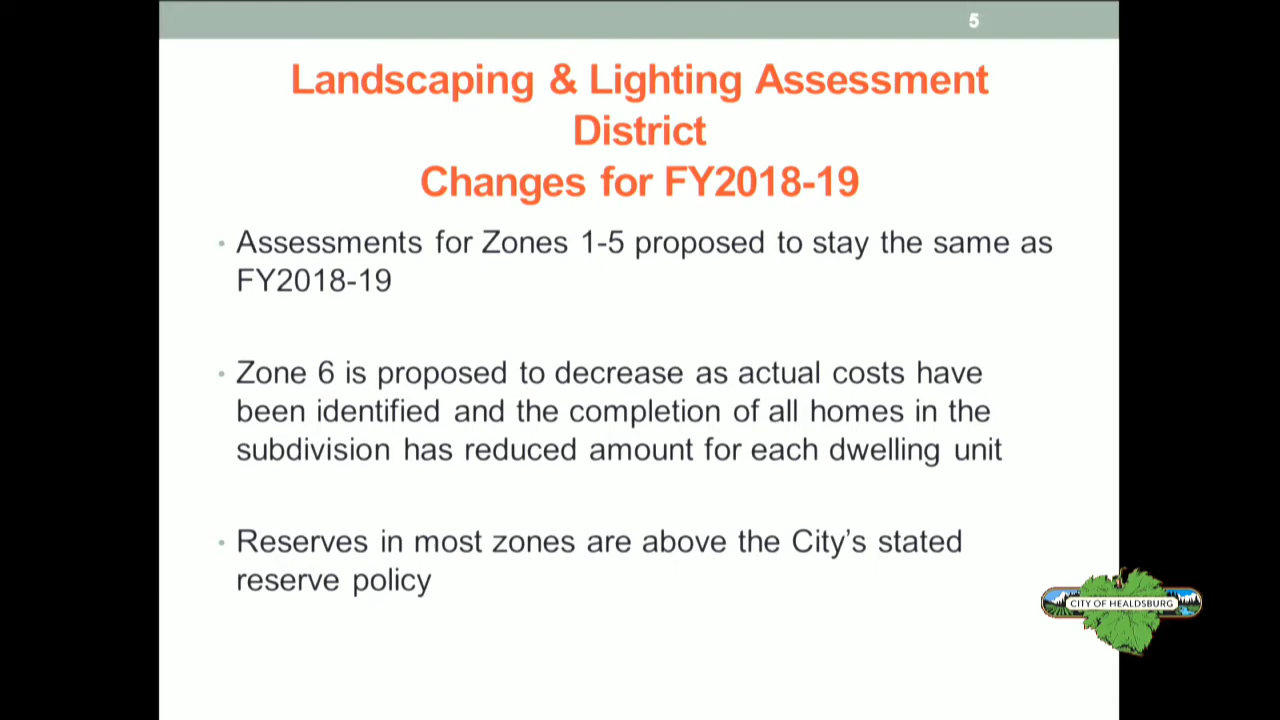 5
Landscaping & Lighting Assessment
District
Changes for FY2018-19
• Assessments for Zones 1-5 proposed to stay the same as
FY2018-19
• Zone 6 is proposed to decrease as actual costs have
been identified and the completion of all homes in the
subdivision has reduced amount for each dwelling unit
• Reserves in most zones are above the City’s stated
reserve policy
CITY OF HEALDSBURG